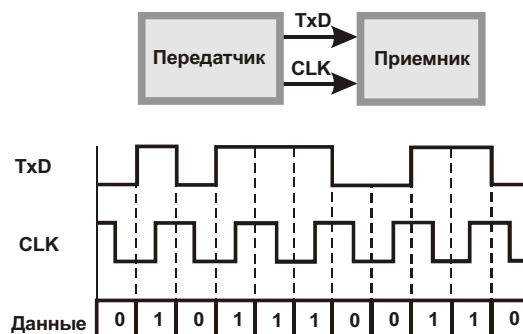 TxD
Передатчик
Приемник
CLK
TxD
CLK
Данные 0 1 0 1 1 1 0 0 1 1 0